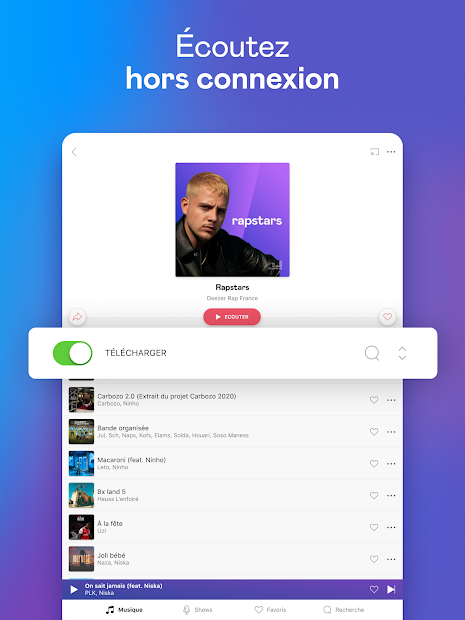 Écoutez
hors connexion
rapstars
Rapstars
Deezer Rap France
ECOUTER
TÉLÉCHARGER
Carbozo 2.0 (Extrait du projet Carbozo 2020)
Carbozo, Ninho
Bande organisée
Jul, Sch, Naps, Kofs, Elams, Solda, Houari, Soso Maness
Macaroni (feat. Ninho)
Leto, Ninho
Bx land 5
Heuss L'enfoiré
À la fête
Uzi
Joli bébé
Naza, Niska
On sait jamais (feat. Niska)
PLK, Niska
Musique Shows Favoris Recherche